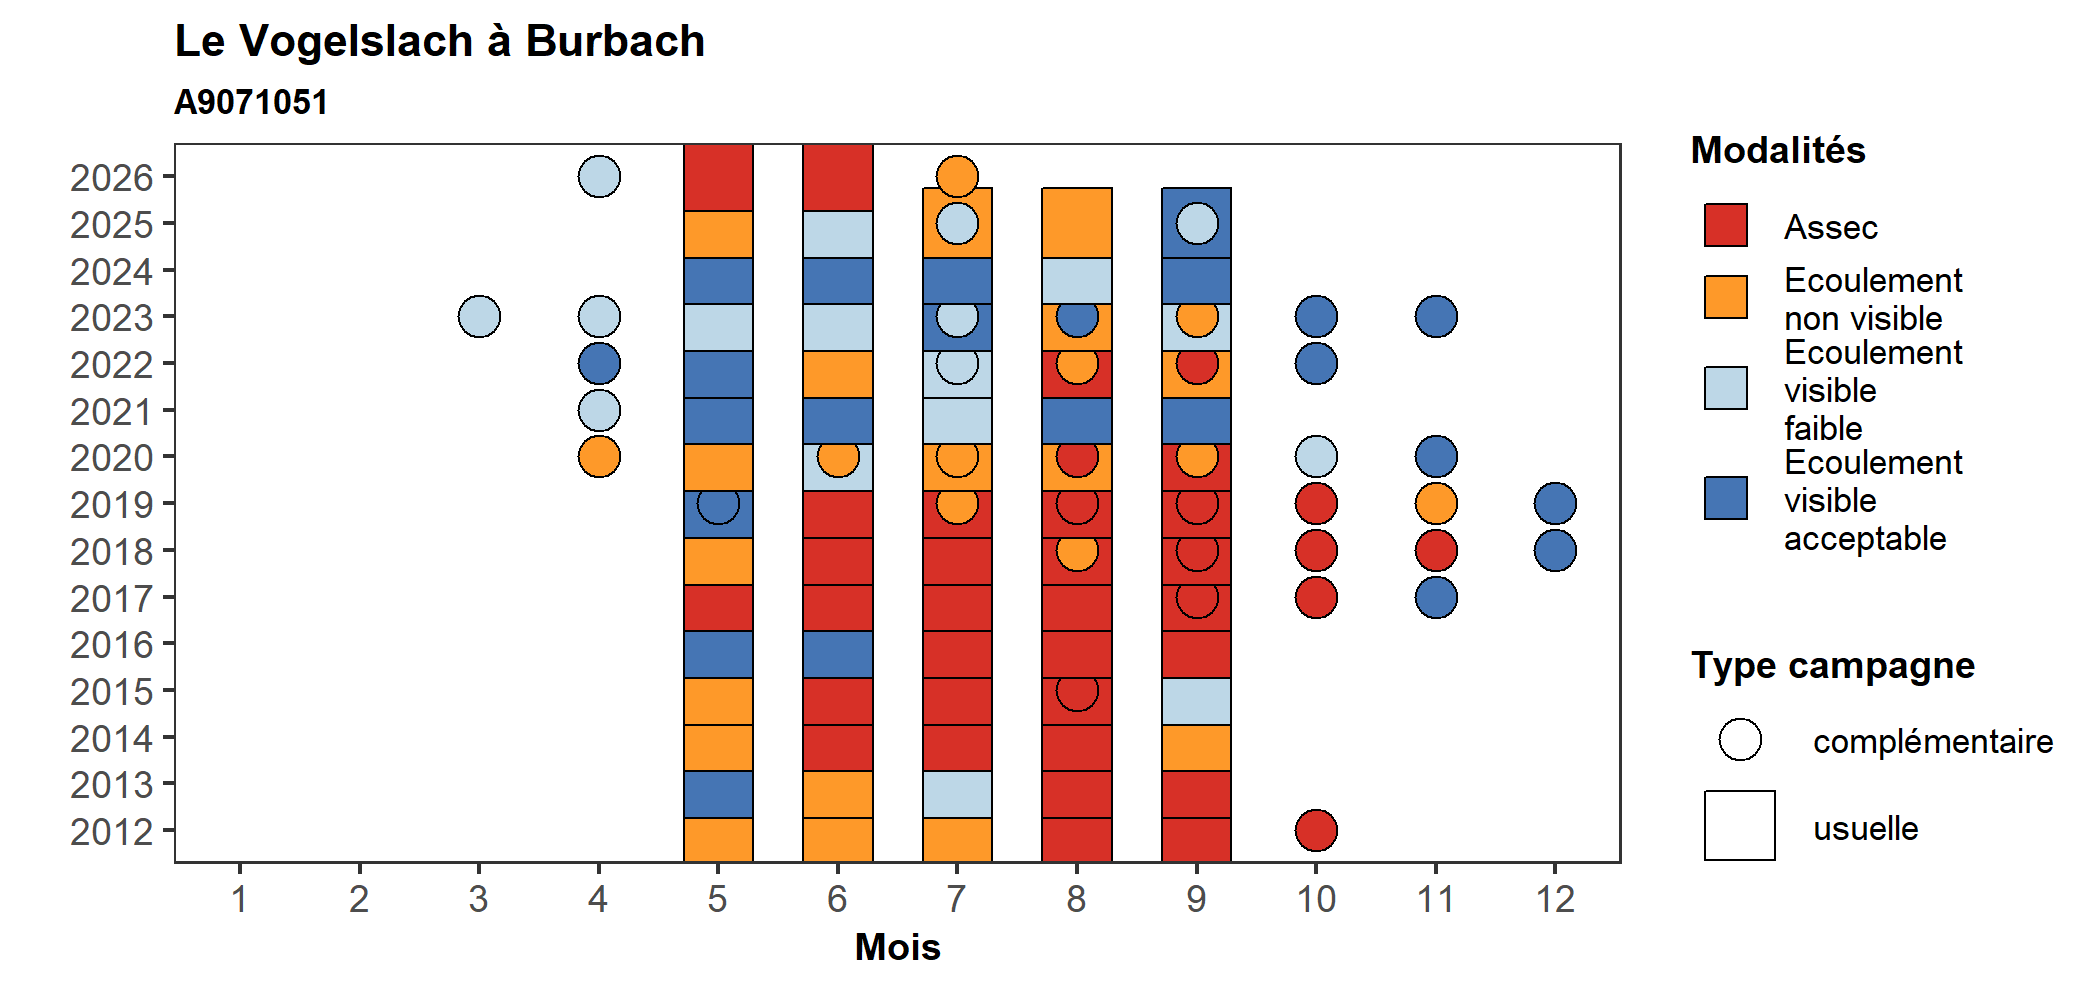 Le Vogelslach à Burbach
A9071051
2026
2025
2024
2023
2022
2021
2020
2019
2018
2017
2016
2015
2014
2013
2012
1 2 3 4 5 6 7 8 9 10 11 12
Mois
Modalités
Assec
Ecoulement
non visible
Ecoulement
visible
faible
Ecoulement
visible
acceptable
Type campagne
complémentaire
usuelle